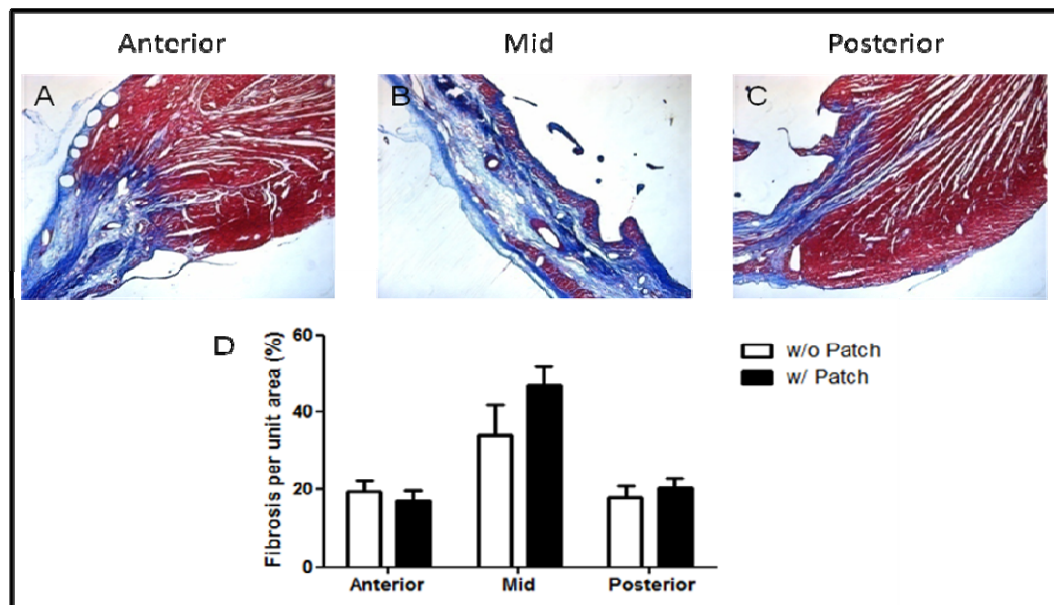 Anterior
Mid
Posterior
A
B
C
D
Fibrosis per unit area (%)
60
40
20
0
Anterior
Mid
Posterior
w/o Patch
w/ Patch